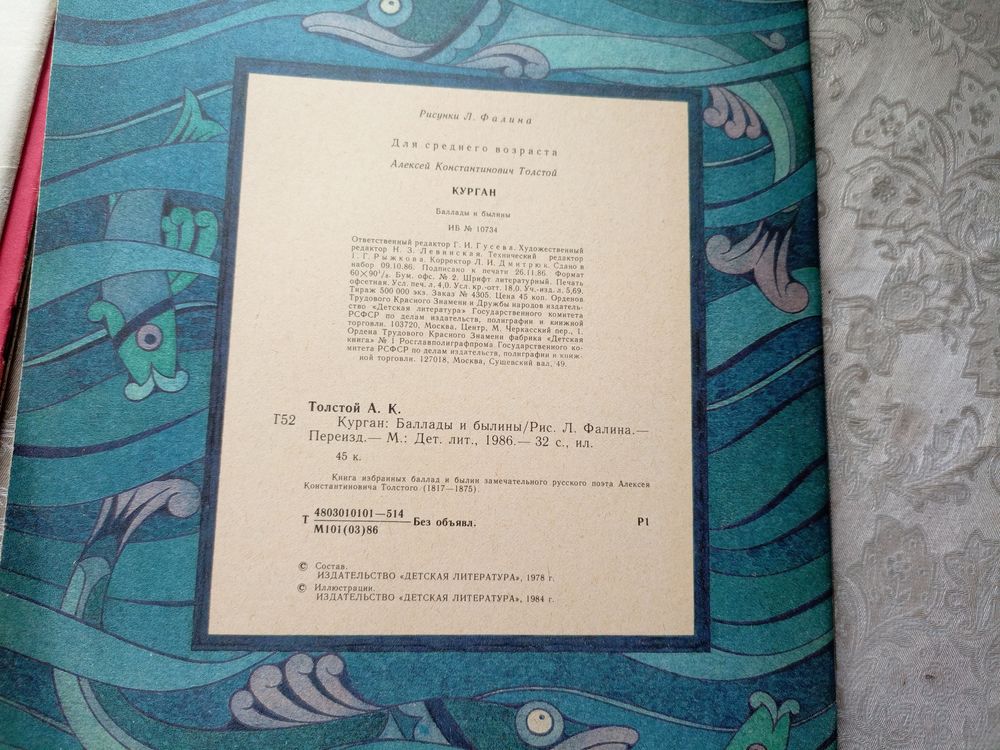 Рисунки Л. Фалина
Для среднего возраста
Алексей Константинович Толстой
КУРГАН
Баллады и былины
ИБ № 10734
Ответственный редактор Г. И. Гусева. Художественный
редактор Н. З. Левинская. Технический редактор
Г. Г. Рыжкова. Корректор Л. И. Дмитрюк. Сдано в
набор 09.10.86. Подписано к печати 26.11.86. Формат
60×90¹/₈. Бум. офс. № 2. Шрифт литературный. Печать
офсетная. Усл. печ. л. 4,0. Усл. кр.-отт. 18,0. Уч.-изд. л. 5,69.
Тираж 500 000 экз. Заказ № 4305. Цена 45 коп. Орденов
Трудового Красного Знамени и Дружбы народов издатель-
ство «Детская литература» Государственного комитета
РСФСР по делам издательств, полиграфии и книжной
торговли. 103720, Москва, Центр, М. Черкасский пер., 1.
Ордена Трудового Красного Знамени фабрика «Детская
книга» № 1 Росглавполиграфпрома Государственного ко-
митета РСФСР по делам издательств, полиграфии и книж-
ной торговли. 127018, Москва, Сущевский вал, 49.
Толстой А. К.
Т52 Курган: Баллады и былины/Рис. Л. Фалина.—
Переизд.— М.: Дет. лит., 1986.— 32 с., ил.
45 к.
Книга избранных баллад и былин замечательного русского поэта Алексея
Константиновича Толстого (1817—1875).
Т 4803010101—514
М101(03)86
Без объявл. Р1
© Состав.
ИЗДАТЕЛЬСТВО «ДЕТСКАЯ ЛИТЕРАТУРА», 1978 г.
© Иллюстрации.
ИЗДАТЕЛЬСТВО «ДЕТСКАЯ ЛИТЕРАТУРА», 1984 г.